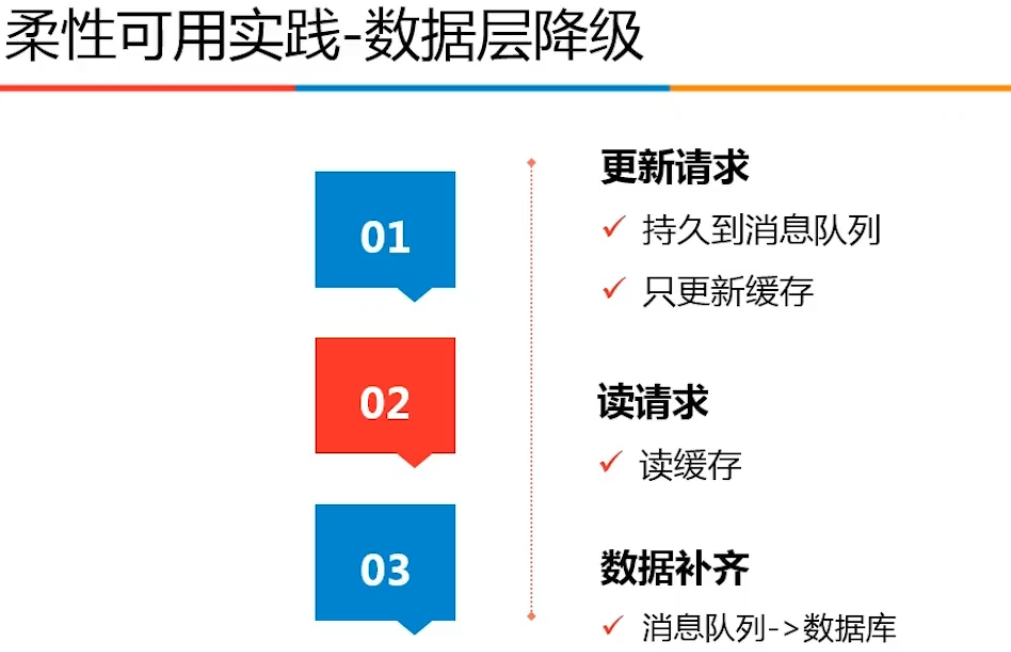 柔性可用实践-数据层降级
01
更新请求
✓ 持久到消息队列
✓ 只更新缓存
02
读请求
✓ 读缓存
03
数据补齐
✓ 消息队列->数据库